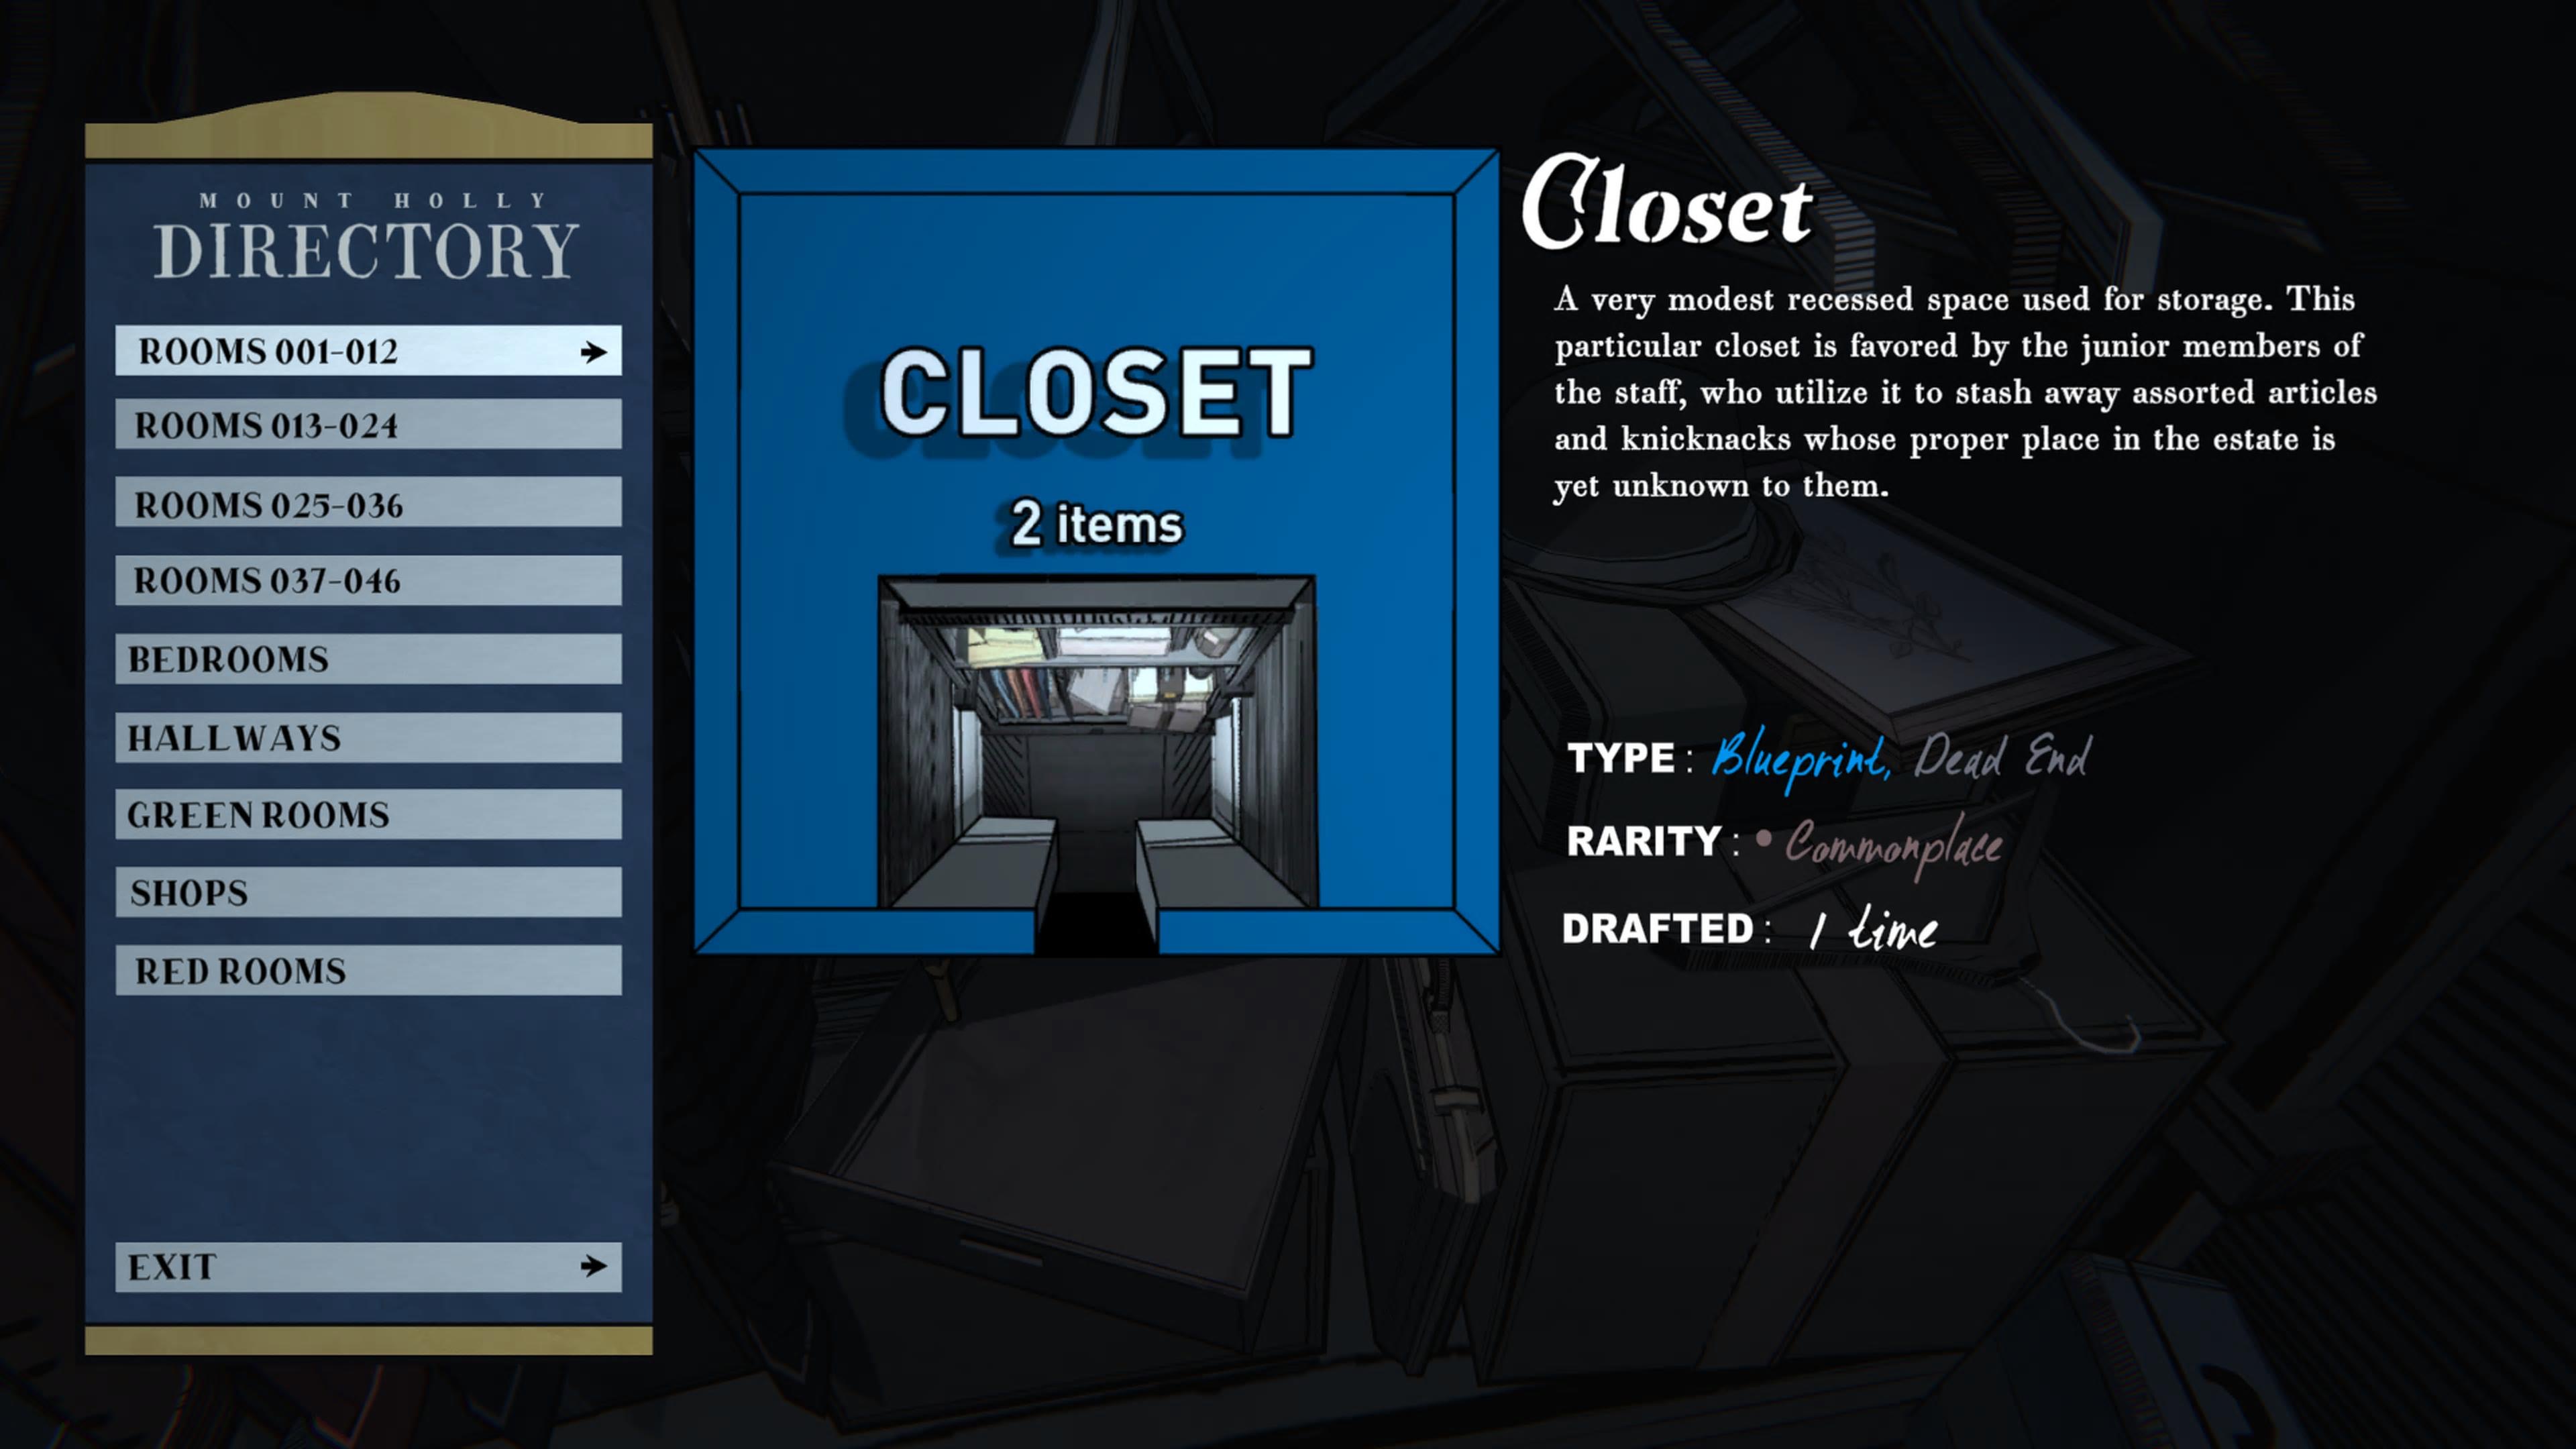 MOUNT HOLLY
DIRECTORY
ROOMS 001-012
ROOMS 013-024
ROOMS 025-036
ROOMS 037-046
BEDROOMS
HALLWAYS
GREEN ROOMS
SHOPS
RED ROOMS
EXIT
CLOSET
2 items
Closet
A very modest recessed space used for storage. This
particular closet is favored by the junior members of
the staff, who utilize it to stash away assorted articles
and knicknacks whose proper place in the estate is
yet unknown to them.
TYPE : Blueprint, Dead End
RARITY : • Commonplace
DRAFTED : 1 time